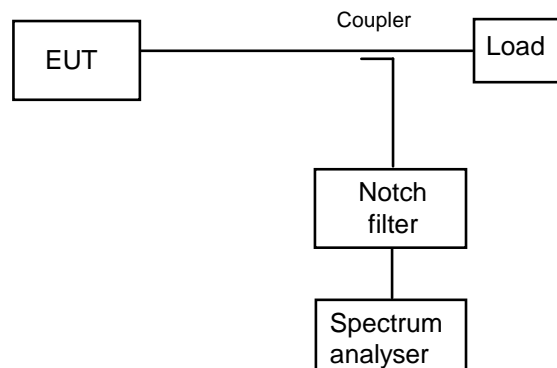 Coupler
EUT
Load
Notch
filter
Spectrum
analyser